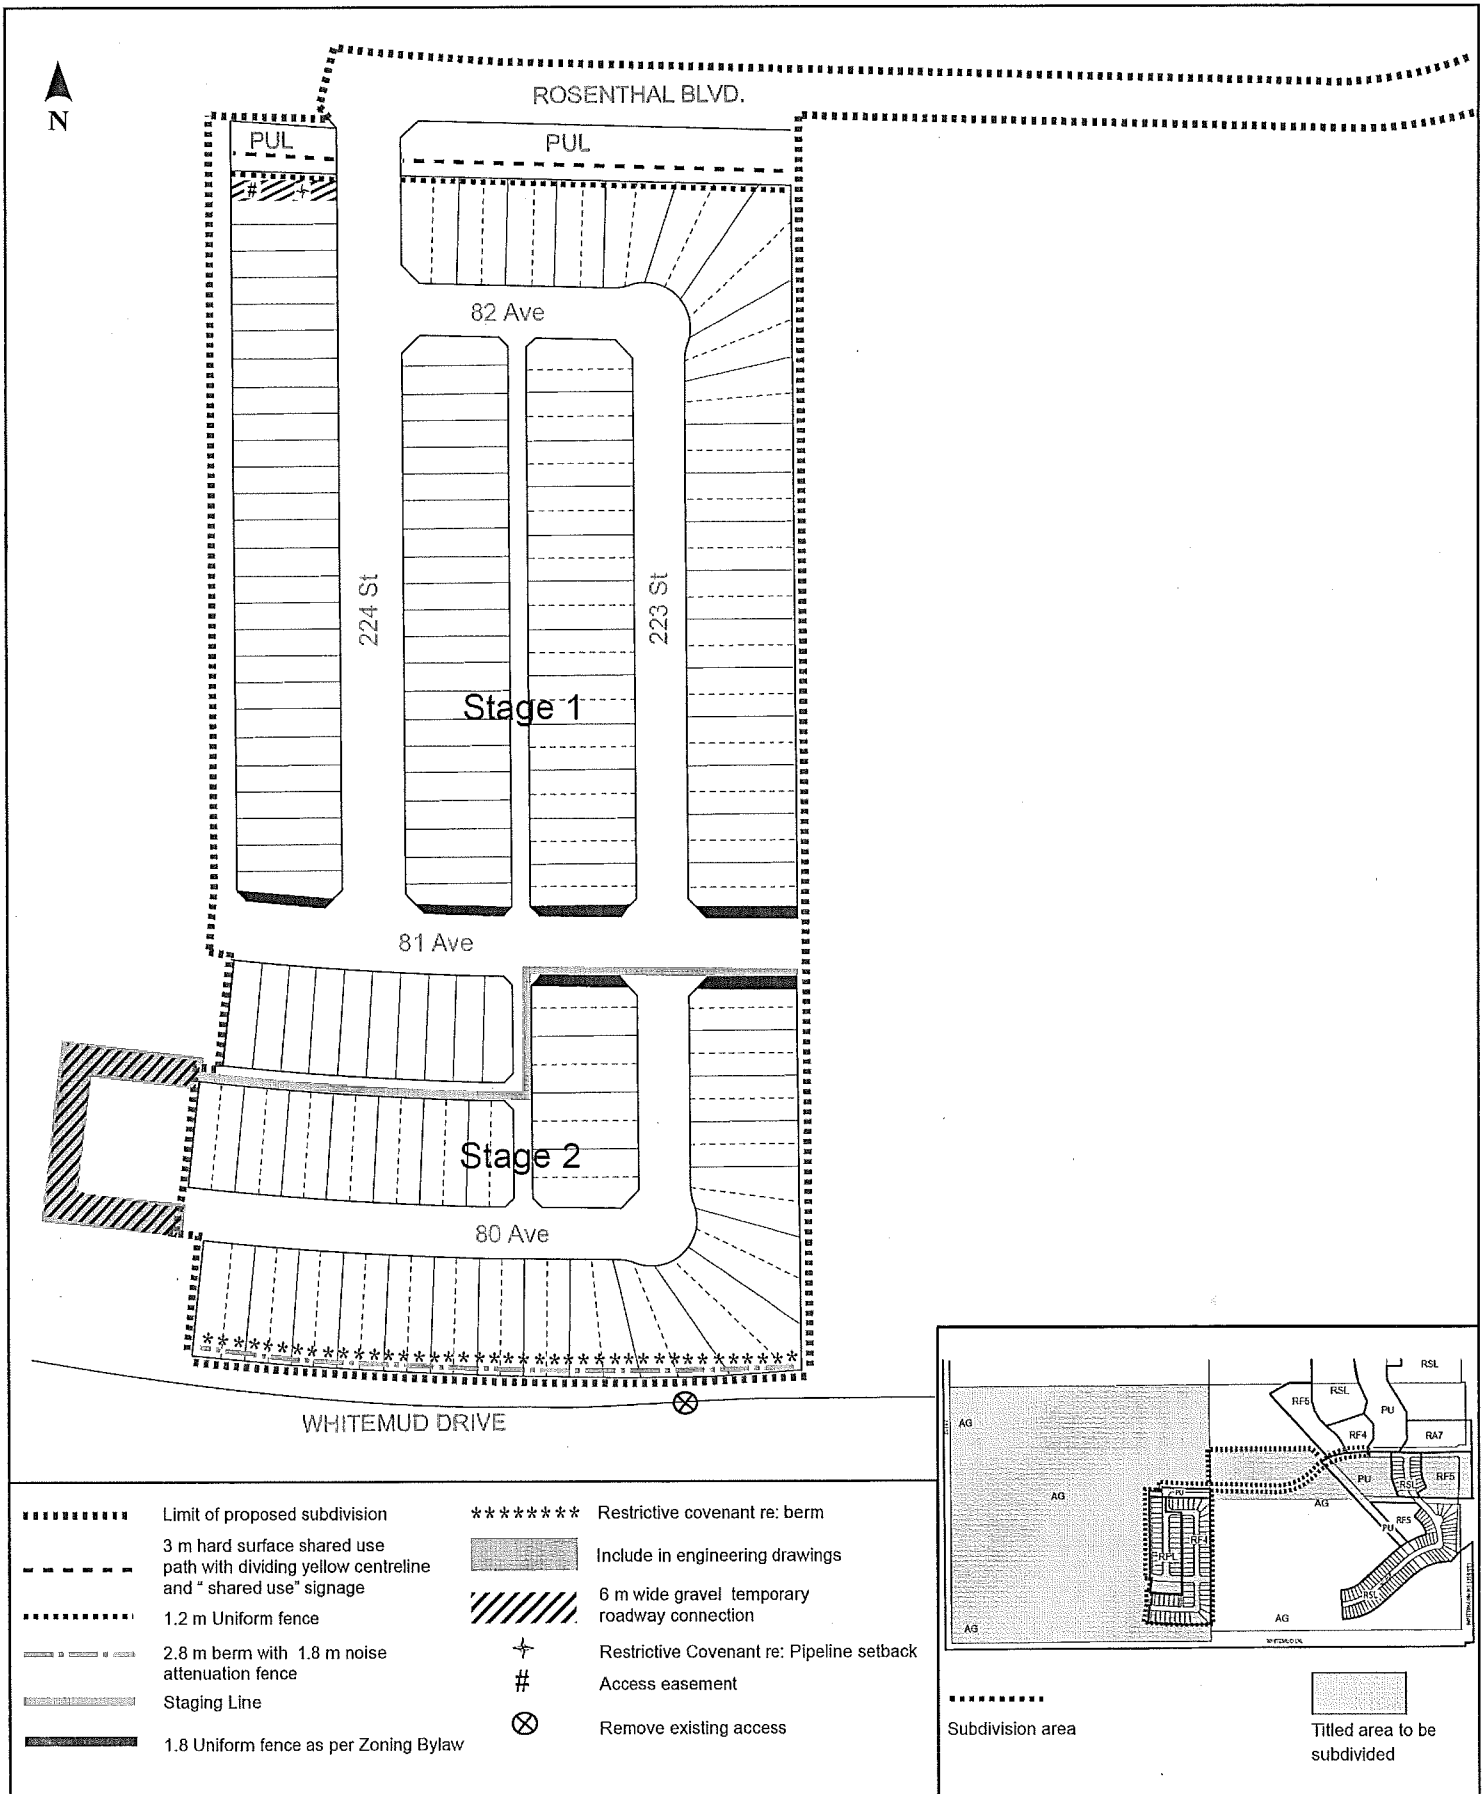 N
ROSENTHAL BLVD.
PUL
PUL
#
82 Ave
224 St
223 St
Stage 1
81 Ave
Stage 2
80 Ave
WHITEMUD DRIVE
Limit of proposed subdivision
3 m hard surface shared use
path with dividing yellow centreline
and " shared use" signage
1.2 m Uniform fence
2.8 m berm with 1.8 m noise
attenuation fence
Staging Line
1.8 Uniform fence as per Zoning Bylaw
Restrictive covenant re: berm
Include in engineering drawings
6 m wide gravel temporary
roadway connection
Restrictive Covenant re: Pipeline setback
# Access easement
Remove existing access
RSL
RSL
RF5
PU
AG
RF4
RA7
PU
RF5
RSL
AG
PU
AG
RF5
PU
RF4
RPL
RSL
AG
AG
WHITEMUD DR.
Subdivision area
Titled area to be
subdivided